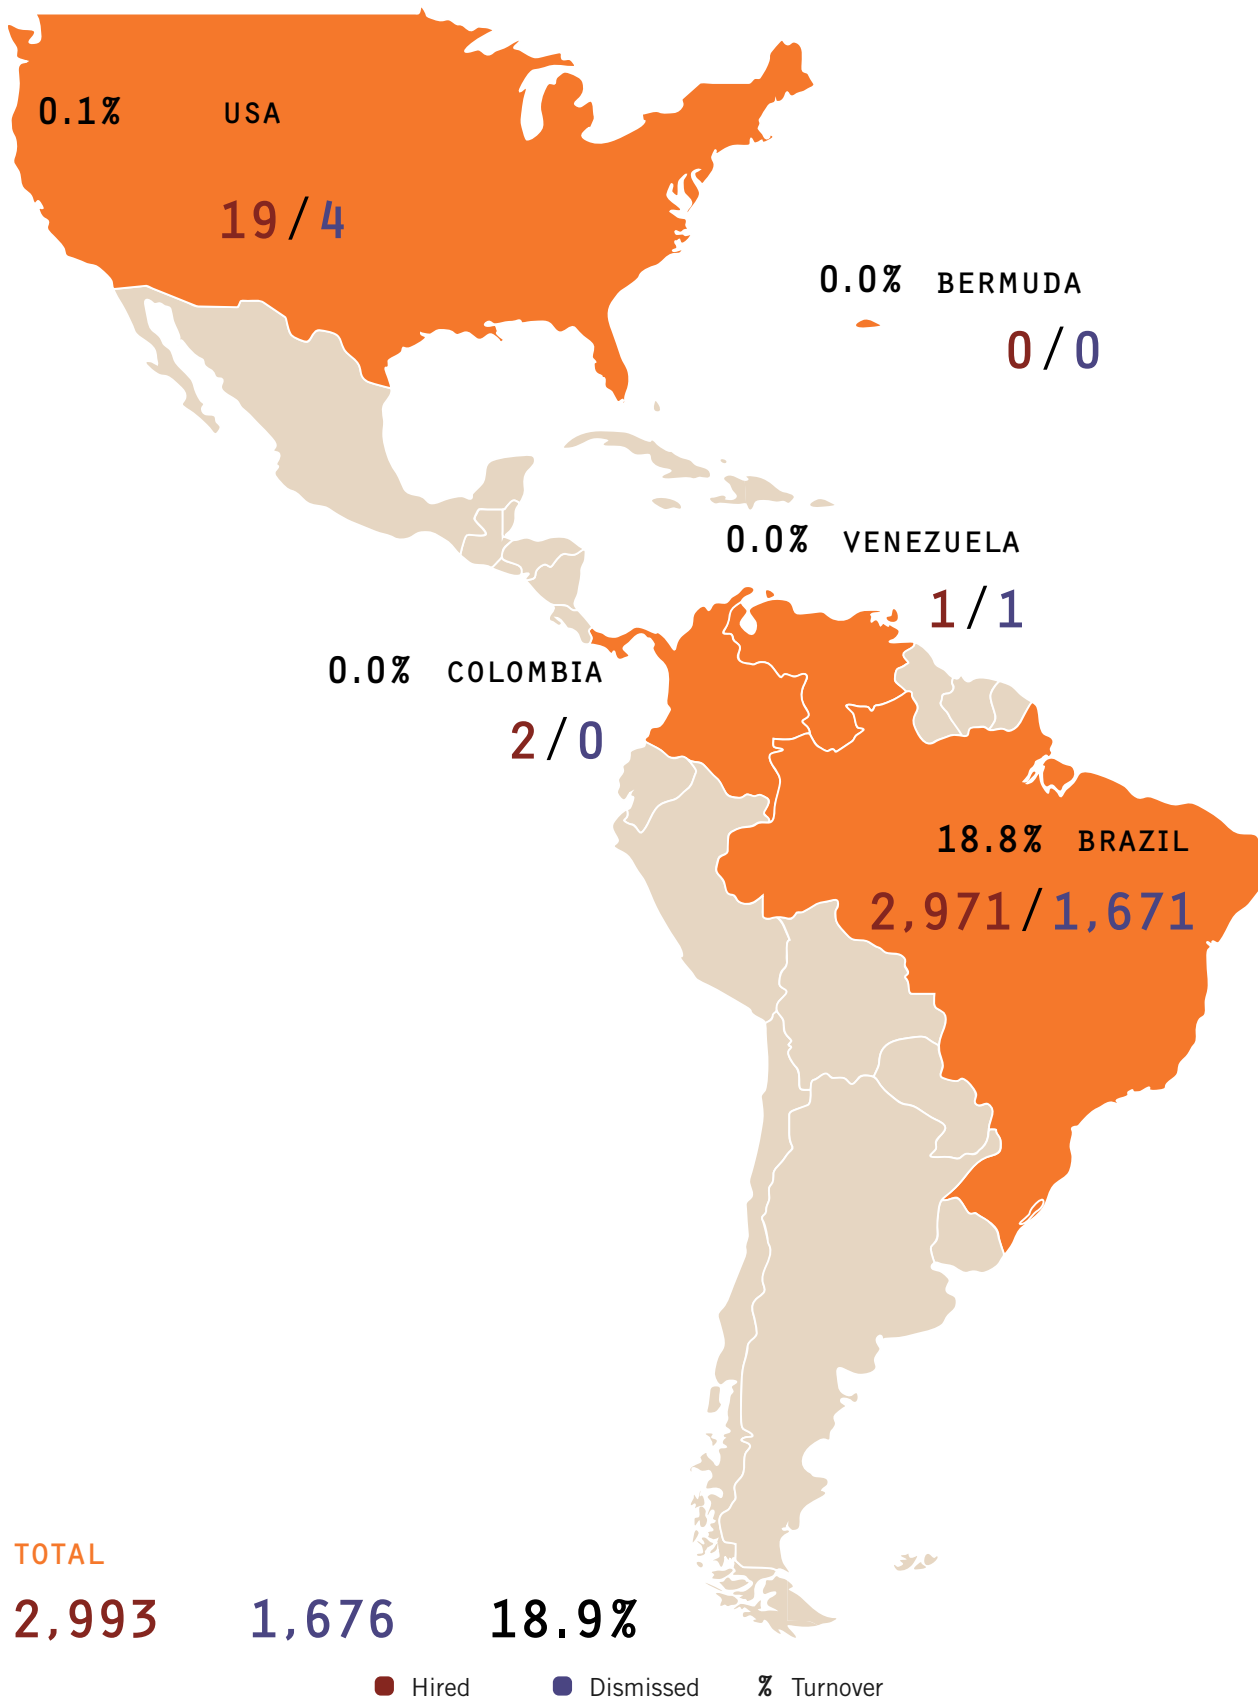 0.1% USA
19/4
0.0% BERMUDA
0/0
0.0% VENEZUELA
1/1
0.0% COLOMBIA
2/0
18.8% BRAZIL
2,971/1,671
TOTAL
2,993 1,676 18.9%
Hired Dismissed % Turnover